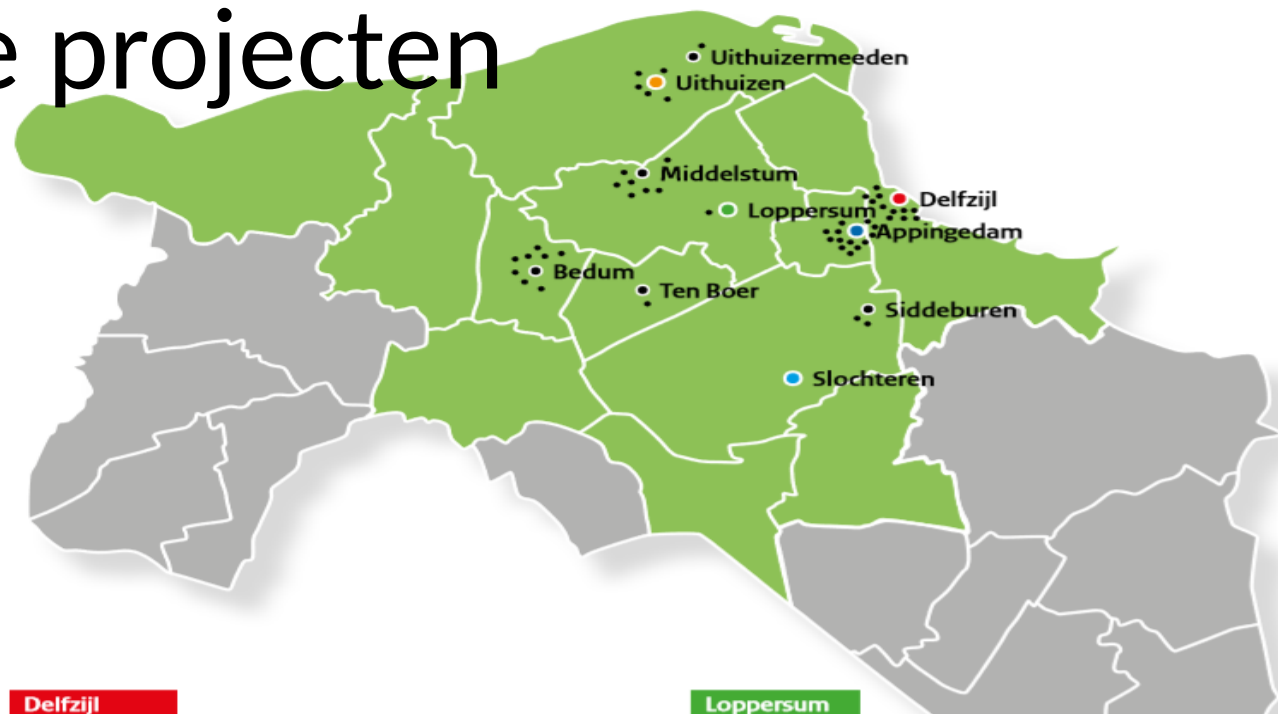 e projecten
Uithuizermeeden
Uithuizen
Middelstum
Delfzijl
Loppersum
Appingedam
Bedum
Ten Boer
Siddeburen
Slochteren
Delfzijl
Loppersum